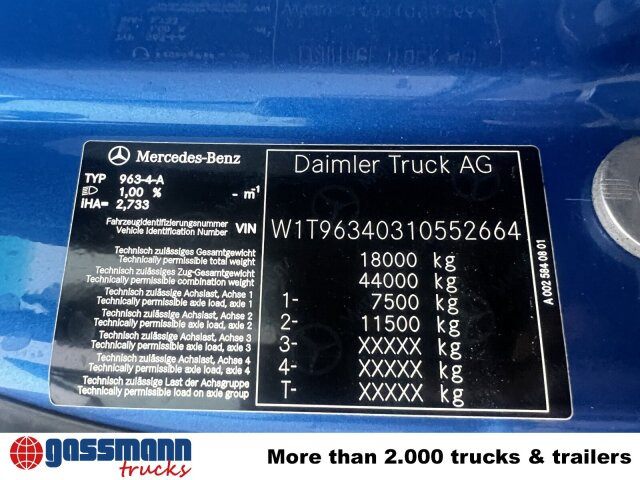 Mercedes-Benz
Daimler Truck AG
TYP 963-4-A
1,00 % - m⁻¹
IHA= 2,733
Fahrzeugidentifizierungsnummer
Vehicle Identification Number VIN W1T96340310552664
Technisch zulässiges Gesamtgewicht
Technically permissible total weight 18000 kg
Technisch zulässiges Zug-Gesamtgewicht
Technically permissible combination weight 44000 kg
Technisch zulässige Achslast, Achse 1
Technically permissible axle load, axle 1 1- 7500 kg
Technisch zulässige Achslast, Achse 2
Technically permissible axle load, axle 2 2- 11500 kg
Technisch zulässige Achslast, Achse 3
Technically permissible axle load, axle 3 3- XXXXX kg
Technisch zulässige Achslast, Achse 4
Technically permissible axle load, axle 4 4- XXXXX kg
Technisch zulässige Last der Achsgruppe
Technically permissible load on axle group T- XXXXX kg
A 002 584 08 01
gassmann
trucks
More than 2.000 trucks & trailers